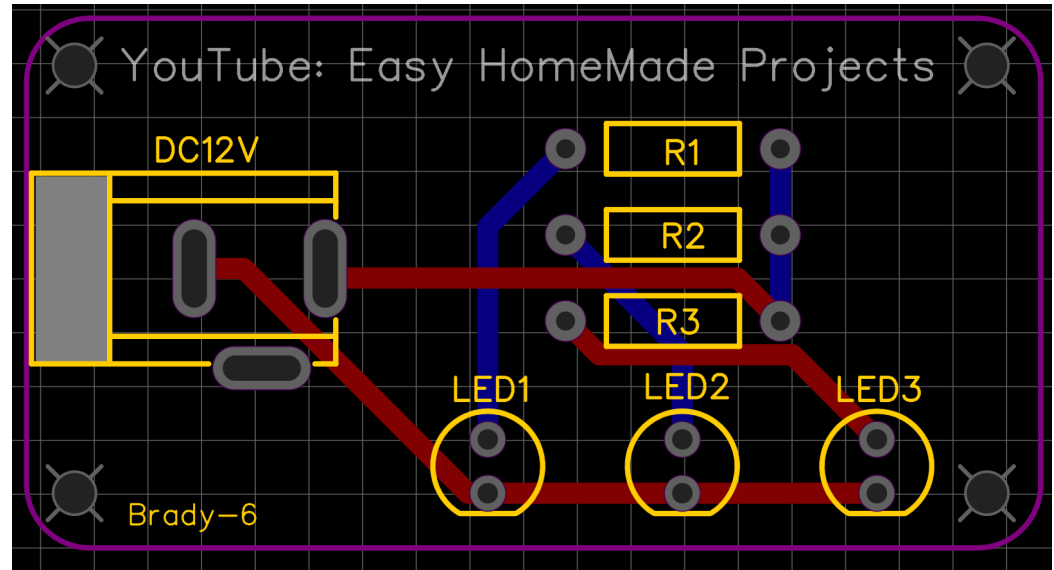 YouTube: Easy HomeMade Projects
DC12V
R1
R2
R3
LED1
LED2
LED3
Brady-6